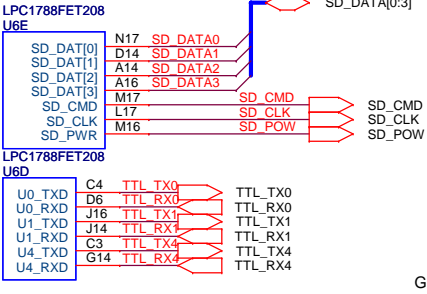 SD_DATA[0:3]
LPC1788FET208
U6E
SD_DAT[0] N17 SD_DATA0
SD_DAT[1] D14 SD_DATA1
SD_DAT[2] A14 SD_DATA2
SD_DAT[3] A16 SD_DATA3
SD_CMD M17 SD_CMD SD_CMD
SD_CLK L17 SD_CLK SD_CLK
SD_PWR M16 SD_POW SD_POW
LPC1788FET208
U6D
U0_TXD C4 TTL_TX0 TTL_TX0
U0_RXD D6 TTL_RX0 TTL_RX0
U1_TXD J16 TTL_TX1 TTL_TX1
U1_RXD J14 TTL_RX1 TTL_RX1
U4_TXD C3 TTL_TX4 TTL_TX4
U4_RXD G14 TTL_RX4 TTL_RX4
G